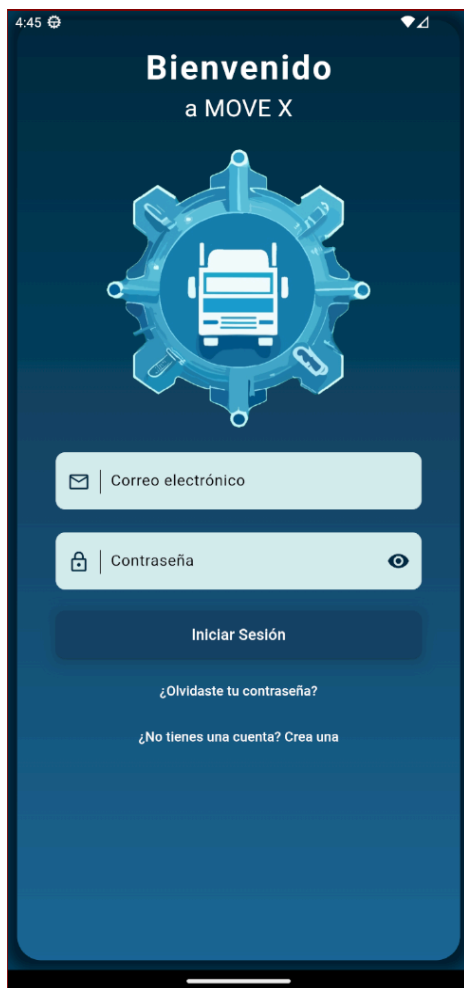 4:45
Bienvenido
a MOVE X
Correo electrónico
Contraseña
Iniciar Sesión
¿Olvidaste tu contraseña?
¿No tienes una cuenta? Crea una